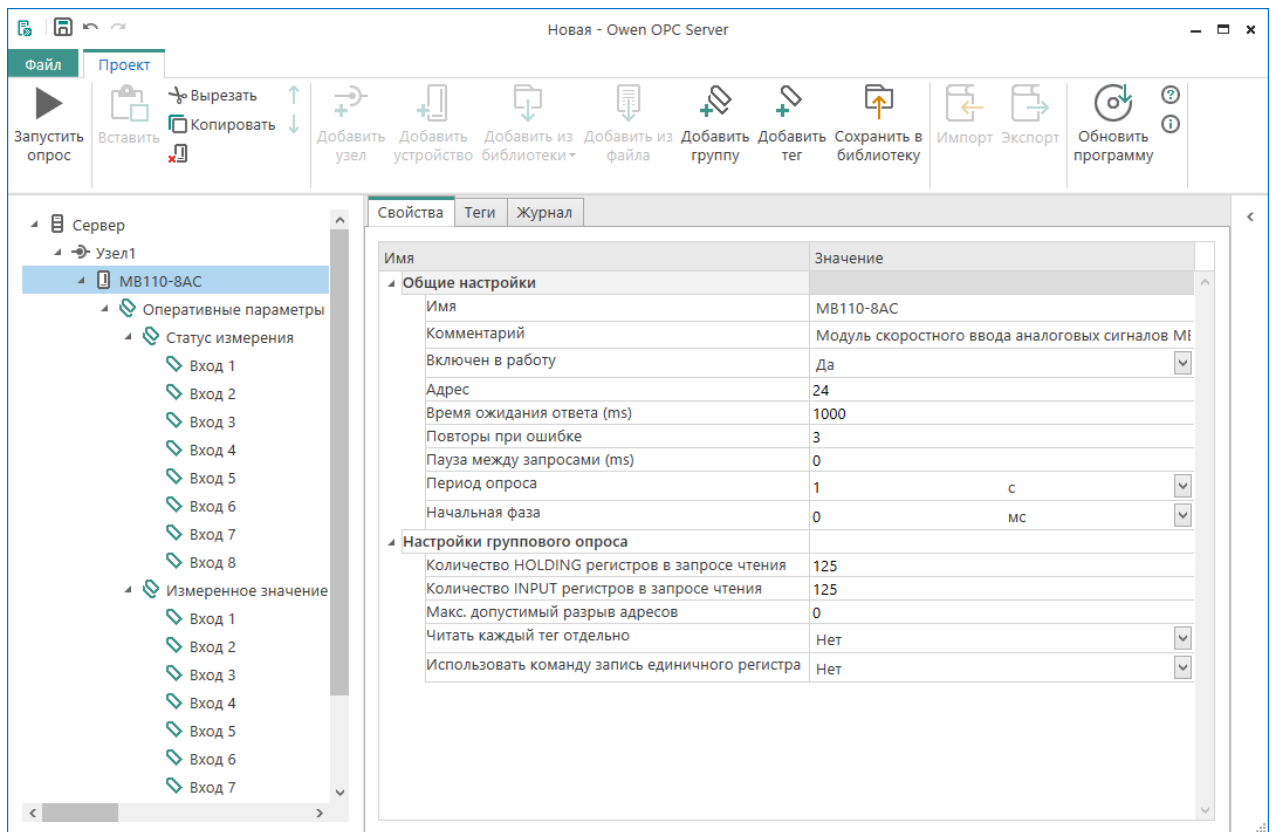 Новая - Owen OPC Server
Файл Проект
Запустить опрос
Вставить
Вырезать
Копировать
Добавить узел
Добавить устройство
Добавить из библиотеки
Добавить из файла
Добавить группу
Добавить тег
Сохранить в библиотеку
Импорт
Экспорт
Обновить программу
Сервер
Узел1
МВ110-8АС
Оперативные параметры
Статус измерения
Вход 1
Вход 2
Вход 3
Вход 4
Вход 5
Вход 6
Вход 7
Вход 8
Измеренное значение
Вход 1
Вход 2
Вход 3
Вход 4
Вход 5
Вход 6
Вход 7
Свойства Теги Журнал
Имя Значение
Общие настройки
Имя МВ110-8АС
Комментарий Модуль скоростного ввода аналоговых сигналов МВ
Включен в работу Да
Адрес 24
Время ожидания ответа (ms) 1000
Повторы при ошибке 3
Пауза между запросами (ms) 0
Период опроса 1 с
Начальная фаза 0 мс
Настройки группового опроса
Количество HOLDING регистров в запросе чтения 125
Количество INPUT регистров в запросе чтения 125
Макс. допустимый разрыв адресов 0
Читать каждый тег отдельно Нет
Использовать команду запись единичного регистра Нет